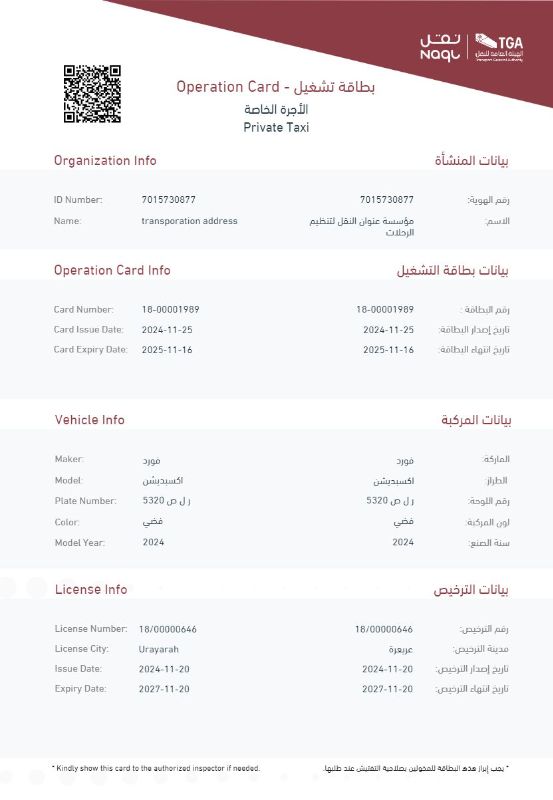 نقل
Naql
TGA
الهيئة العامة للنقل
Transport General Authority
Operation Card - بطاقة تشغيل
الأجرة الخاصة
Private Taxi
Organization Info بيانات المنشأة
ID Number: 7015730877 7015730877 رقم الهوية:
Name: transporation address مؤسسة عنوان النقل لتنظيم الرحلات الاسم:
Operation Card Info بيانات بطاقة التشغيل
Card Number: 18-00001989 18-00001989 رقم البطاقة :
Card Issue Date: 2024-11-25 2024-11-25 تاريخ إصدار البطاقة:
Card Expiry Date: 2025-11-16 2025-11-16 تاريخ انتهاء البطاقة:
Vehicle Info بيانات المركبة
Maker: فورد فورد الماركة:
Model: اكسبديشن اكسبديشن الطراز:
Plate Number: ر ل ص 5320 ر ل ص 5320 رقم اللوحة:
Color: فضي فضي لون المركبة:
Model Year: 2024 2024 سنة الصنع:
License Info بيانات الترخيص
License Number: 18/00000646 18/00000646 رقم الترخيص:
License City: Urayarah عريعرة مدينة الترخيص:
Issue Date: 2024-11-20 2024-11-20 تاريخ إصدار الترخيص:
Expiry Date: 2027-11-20 2027-11-20 تاريخ انتهاء الترخيص:
* Kindly show this card to the authorized inspector if needed. * يجب إبراز هذه البطاقة للمخولين بصلاحية التفتيش عند طلبها.